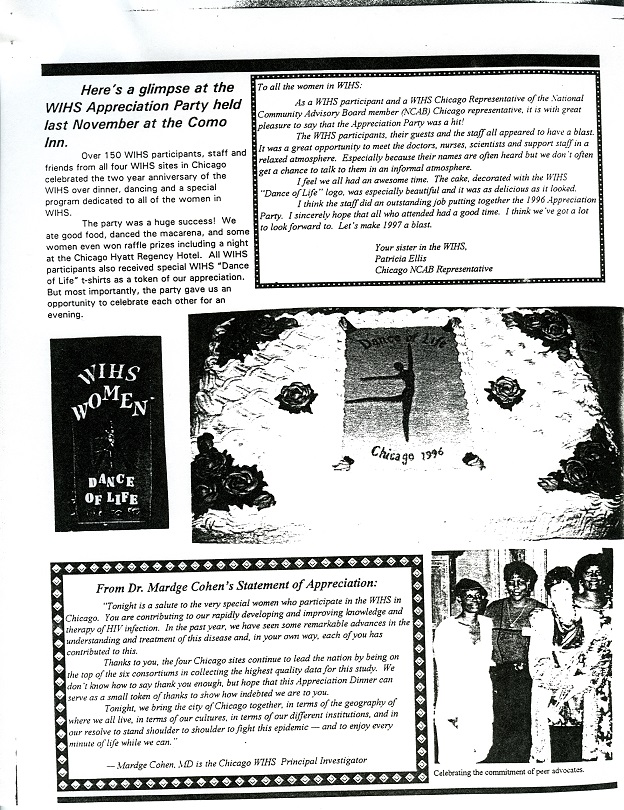 Here's a glimpse at the
WIHS Appreciation Party held
last November at the Como
Inn.
Over 150 WIHS participants, staff and
friends from all four WIHS sites in Chicago
celebrated the two year anniversary of the
WIHS over dinner, dancing and a special
program dedicated to all of the women in
WIHS.
The party was a huge success! We
ate good food, danced the macarena, and some
women even won raffle prizes including a night
at the Chicago Hyatt Regency Hotel. All WIHS
participants also received special WIHS "Dance
of Life" t-shirts as a token of our appreciation.
But most importantly, the party gave us an
opportunity to celebrate each other for an
evening.
To all the women in WIHS:
As a WIHS participant and a WIHS Chicago Representative of the National
Community Advisory Board member (NCAB) Chicago representative, it is with great
pleasure to say that the Appreciation Party was a hit!
The WIHS participants, their guests and the staff all appeared to have a blast.
It was a great opportunity to meet the doctors, nurses, scientists and support staff in a
relaxed atmosphere. Especially because their names are often heard but we don't often
get a chance to talk to them in an informal atmosphere.
I feel we all had an awesome time. The cake, decorated with the WIHS
"Dance of Life" logo, was especially beautiful and it was as delicious as it looked.
I think the staff did an outstanding job putting together the 1996 Appreciation
Party. I sincerely hope that all who attended had a good time. I think we've got a lot
to look forward to. Let's make 1997 a blast.
Your sister in the WIHS,
Patricia Ellis
Chicago NCAB Representative
WIHS
WOMEN
DANCE
OF LIFE
Dance of Life
Chicago 1996
From Dr. Mardge Cohen's Statement of Appreciation:
"Tonight is a salute to the very special women who participate in the WIHS in
Chicago. You are contributing to our rapidly developing and improving knowledge and
therapy of HIV infection. In the past year, we have seen some remarkable advances in the
understanding and treatment of this disease and, in your own way, each of you has
contributed to this.
Thanks to you, the four Chicago sites continue to lead the nation by being on
the top of the six consortiums in collecting the highest quality data for this study. We
don't know how to say thank you enough, but hope that this Appreciation Dinner can
serve as a small token of thanks to show how indebted we are to you.
Tonight, we bring the city of Chicago together, in terms of the geography of
where we all live, in terms of our cultures, in terms of our different institutions, and in
our resolve to stand shoulder to shoulder to fight this epidemic — and to enjoy every
minute of life while we can."
— Mardge Cohen, MD is the Chicago WIHS Principal Investigator
Celebrating the commitment of peer advocates.